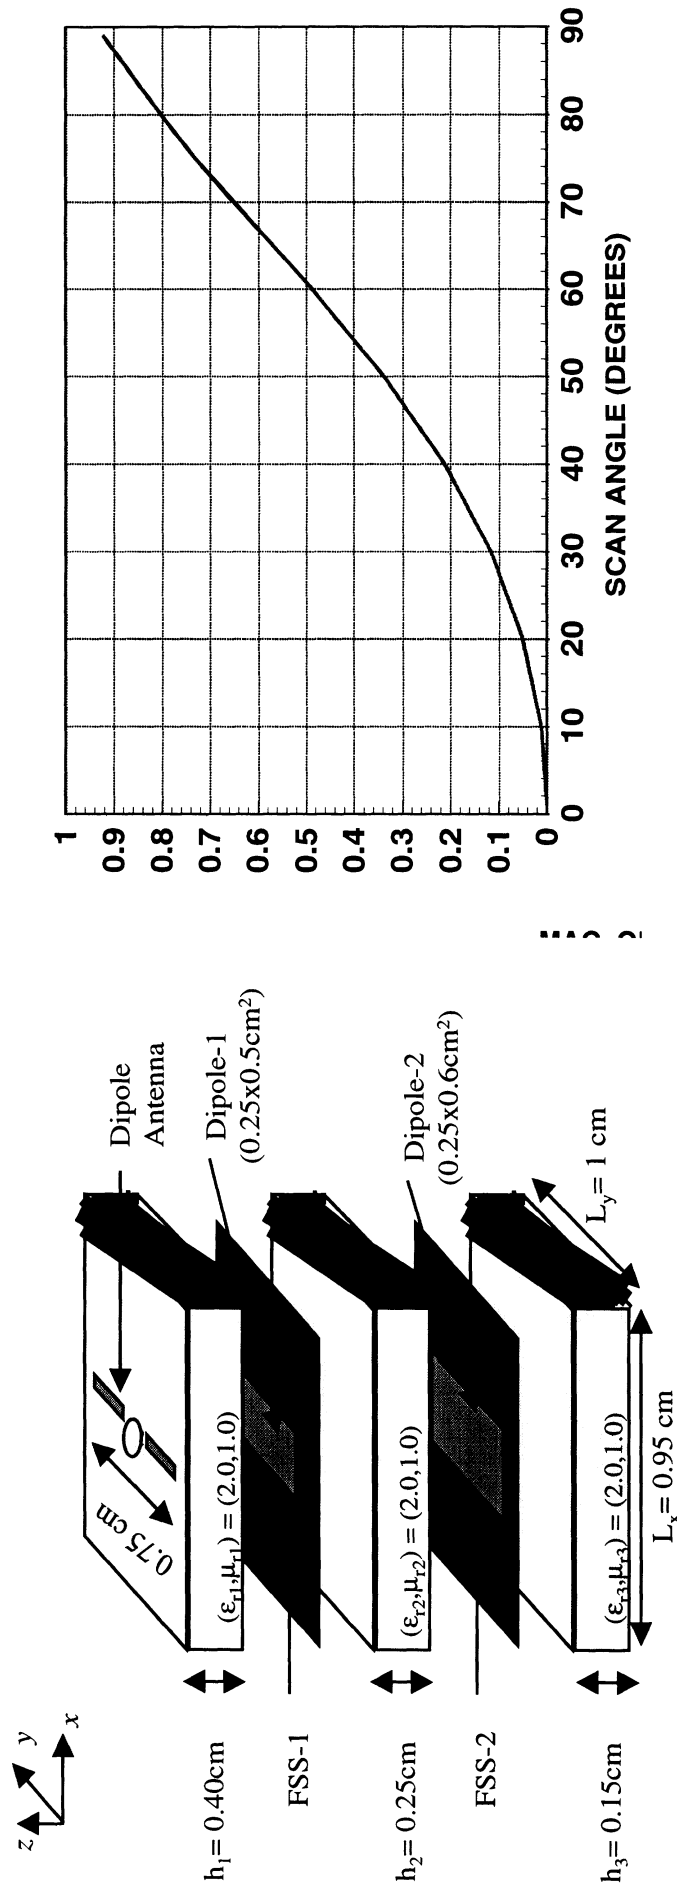 z
y
x
h1= 0.40cm
FSS-1
h2= 0.25cm
FSS-2
h3= 0.15cm
0.75 cm
(εr1,μr1) = (2.0,1.0)
(εr2,μr2) = (2.0,1.0)
(εr3,μr3) = (2.0,1.0)
Lx= 0.95 cm
Ly= 1 cm
Dipole
Antenna
Dipole-1
(0.25x0.5cm²)
Dipole-2
(0.25x0.6cm²)
1
0.9
0.8
0.7
0.6
0.5
0.4
0.3
0.2
0.1
0
0 10 20 30 40 50 60 70 80 90
SCAN ANGLE (DEGREES)